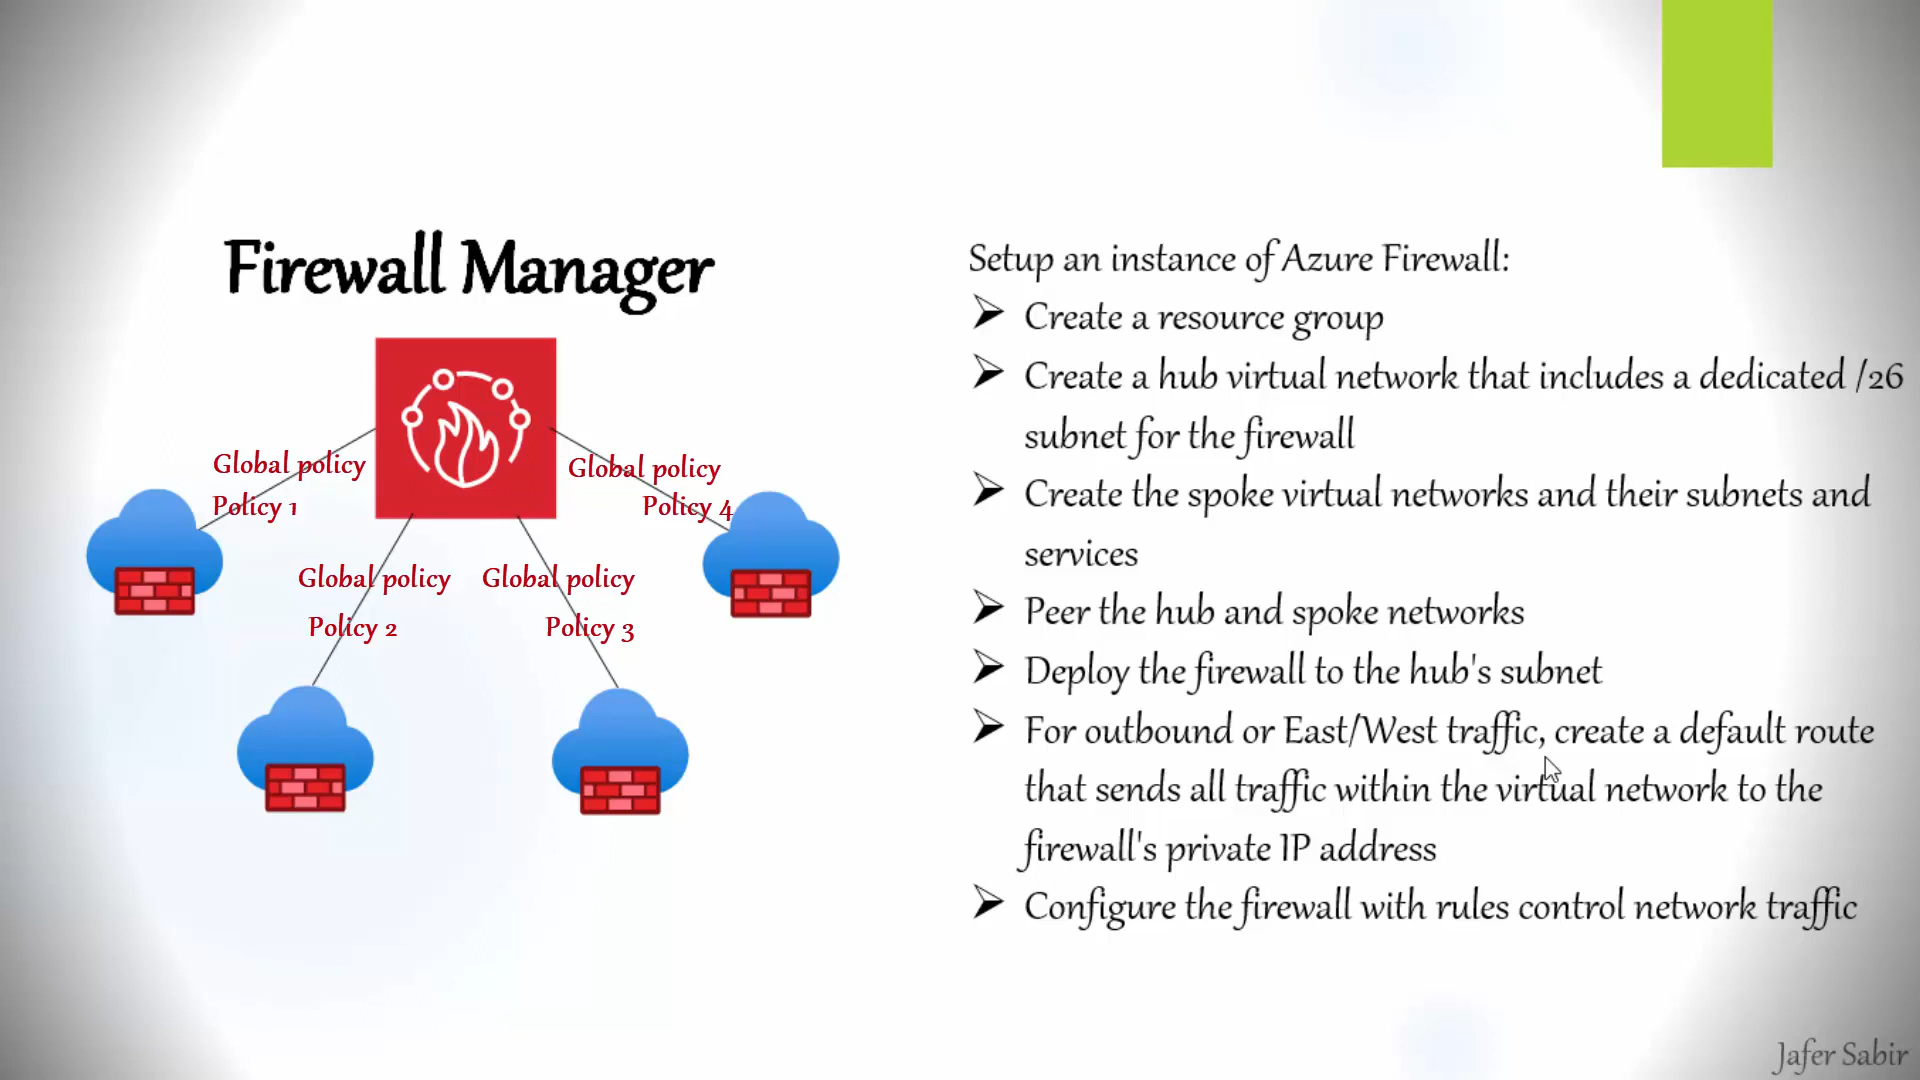 Firewall Manager
Global policy
Policy 1
Global policy
Policy 4
Global policy
Policy 2
Global policy
Policy 3
Setup an instance of Azure Firewall:
Create a resource group
Create a hub virtual network that includes a dedicated /26
subnet for the firewall
Create the spoke virtual networks and their subnets and
services
Peer the hub and spoke networks
Deploy the firewall to the hub's subnet
For outbound or East/West traffic, create a default route
that sends all traffic within the virtual network to the
firewall's private IP address
Configure the firewall with rules control network traffic
Jafer Sabir